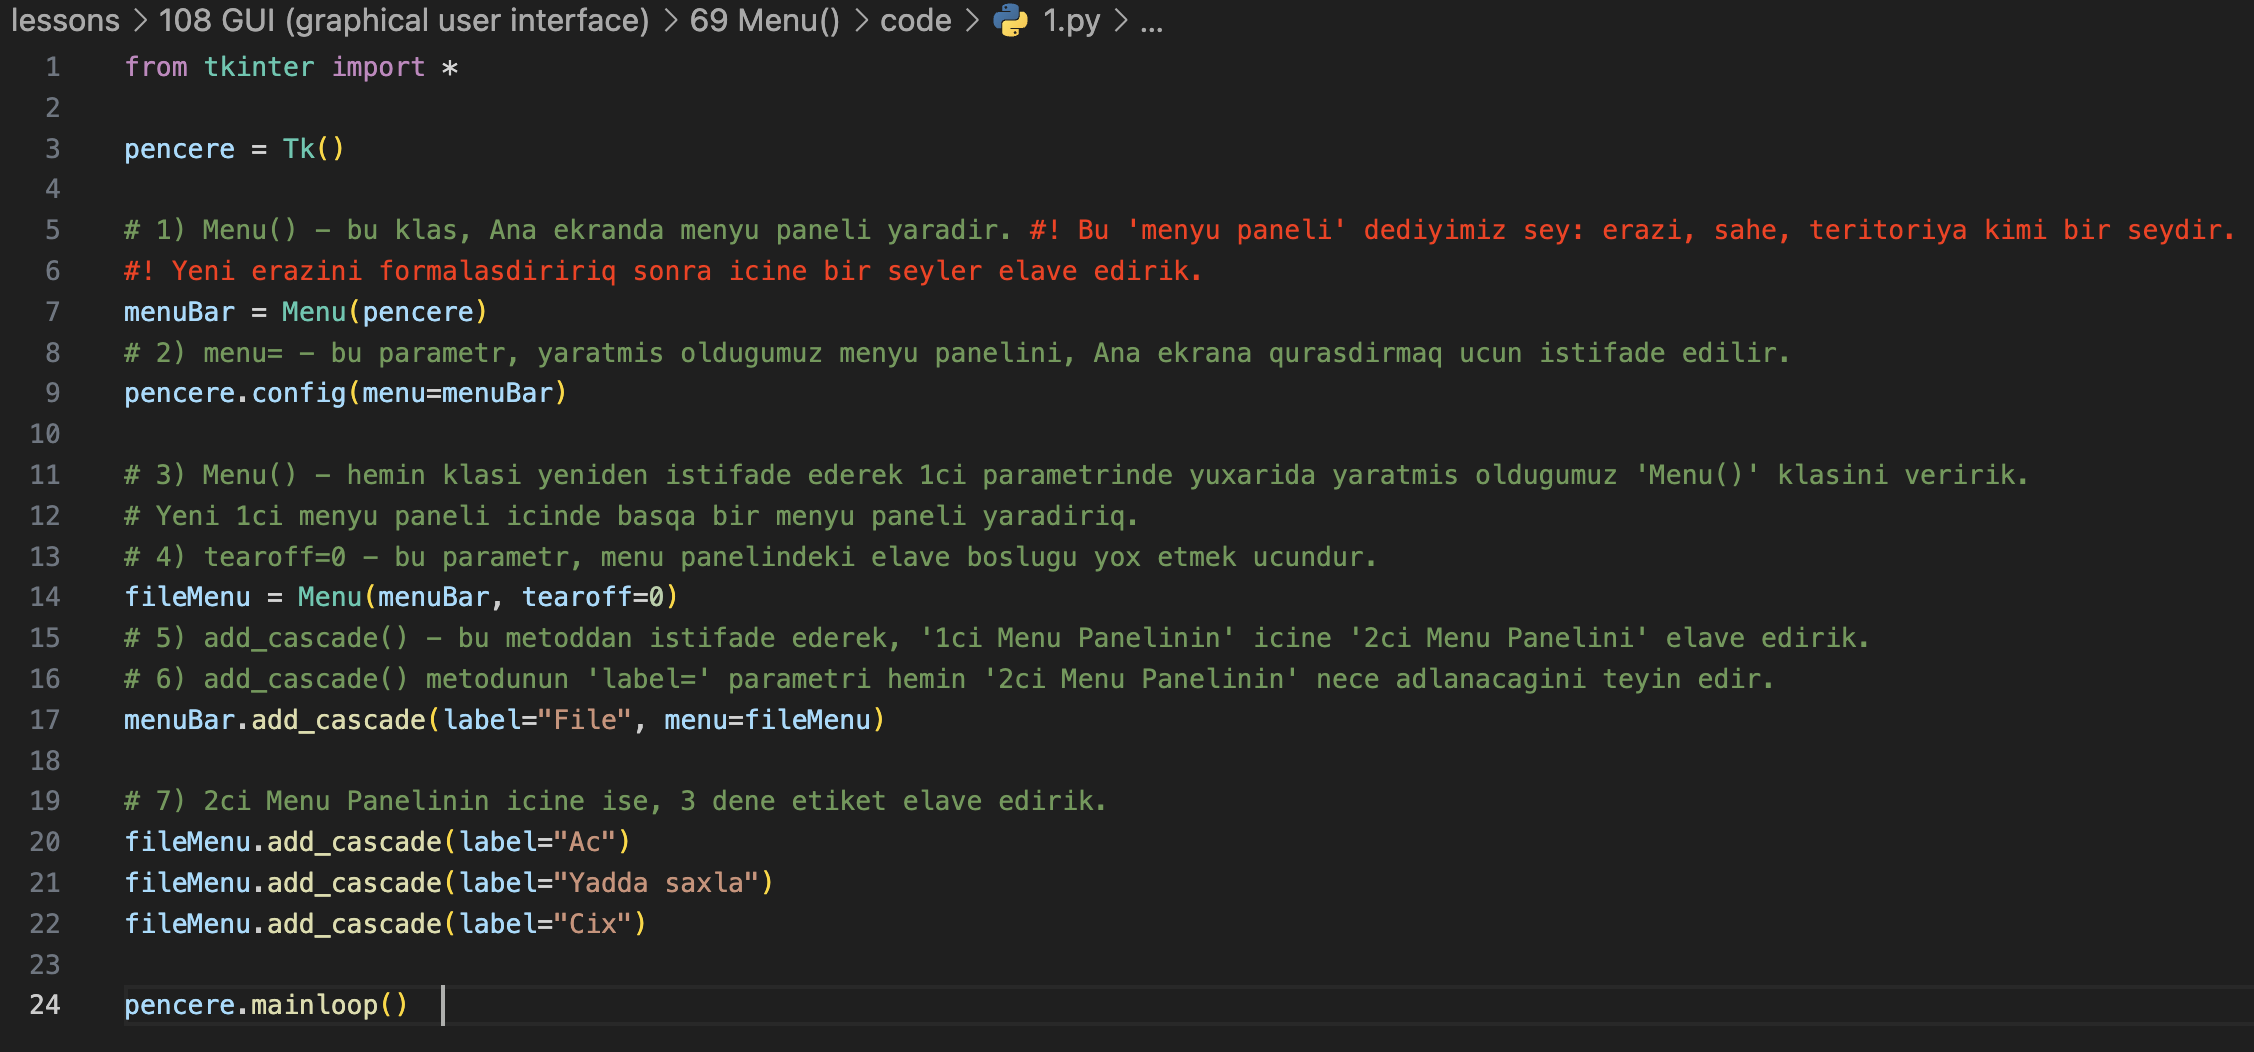 lessons > 108 GUI (graphical user interface) > 69 Menu() > code > 1.py > ...
1 from tkinter import *
2
3 pencere = Tk()
4
5 # 1) Menu() – bu klas, Ana ekranda menyu paneli yaradir. #! Bu 'menyu paneli' dediyimiz sey: erazi, sahe, teritoriya kimi bir seydir.
6 #! Yeni erazini formalasdiririq sonra icine bir seyler elave edirik.
7 menuBar = Menu(pencere)
8 # 2) menu= – bu parametr, yaratmis oldugumuz menyu panelini, Ana ekrana qurasdirmaq ucun istifade edilir.
9 pencere.config(menu=menuBar)
10
11 # 3) Menu() – hemin klasi yeniden istifade ederek 1ci parametrinde yuxarida yaratmis oldugumuz 'Menu()' klasini veririk.
12 # Yeni 1ci menyu paneli icinde basqa bir menyu paneli yaradiriq.
13 # 4) tearoff=0 – bu parametr, menu panelindeki elave boslugu yox etmek ucundur.
14 fileMenu = Menu(menuBar, tearoff=0)
15 # 5) add_cascade() – bu metoddan istifade ederek, '1ci Menu Panelinin' icine '2ci Menu Panelini' elave edirik.
16 # 6) add_cascade() metodunun 'label=' parametri hemin '2ci Menu Panelinin' nece adlanacagini teyin edir.
17 menuBar.add_cascade(label="File", menu=fileMenu)
18
19 # 7) 2ci Menu Panelinin icine ise, 3 dene etiket elave edirik.
20 fileMenu.add_cascade(label="Ac")
21 fileMenu.add_cascade(label="Yadda saxla")
22 fileMenu.add_cascade(label="Cix")
23
24 pencere.mainloop()